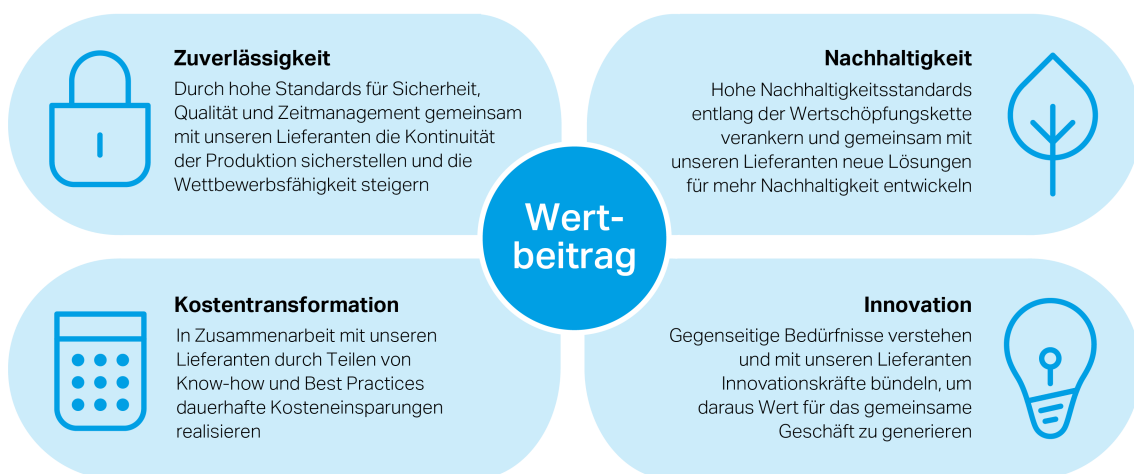 Zuverlässigkeit
Durch hohe Standards für Sicherheit,
Qualität und Zeitmanagement gemeinsam
mit unseren Lieferanten die Kontinuität
der Produktion sicherstellen und die
Wettbewerbsfähigkeit steigern
Nachhaltigkeit
Hohe Nachhaltigkeitsstandards
entlang der Wertschöpfungskette
verankern und gemeinsam mit
unseren Lieferanten neue Lösungen
für mehr Nachhaltigkeit entwickeln
Wert-
beitrag
Kostentransformation
In Zusammenarbeit mit unseren
Lieferanten durch Teilen von
Know-how und Best Practices
dauerhafte Kosteneinsparungen
realisieren
Innovation
Gegenseitige Bedürfnisse verstehen
und mit unseren Lieferanten
Innovationskräfte bündeln, um
daraus Wert für das gemeinsame
Geschäft zu generieren